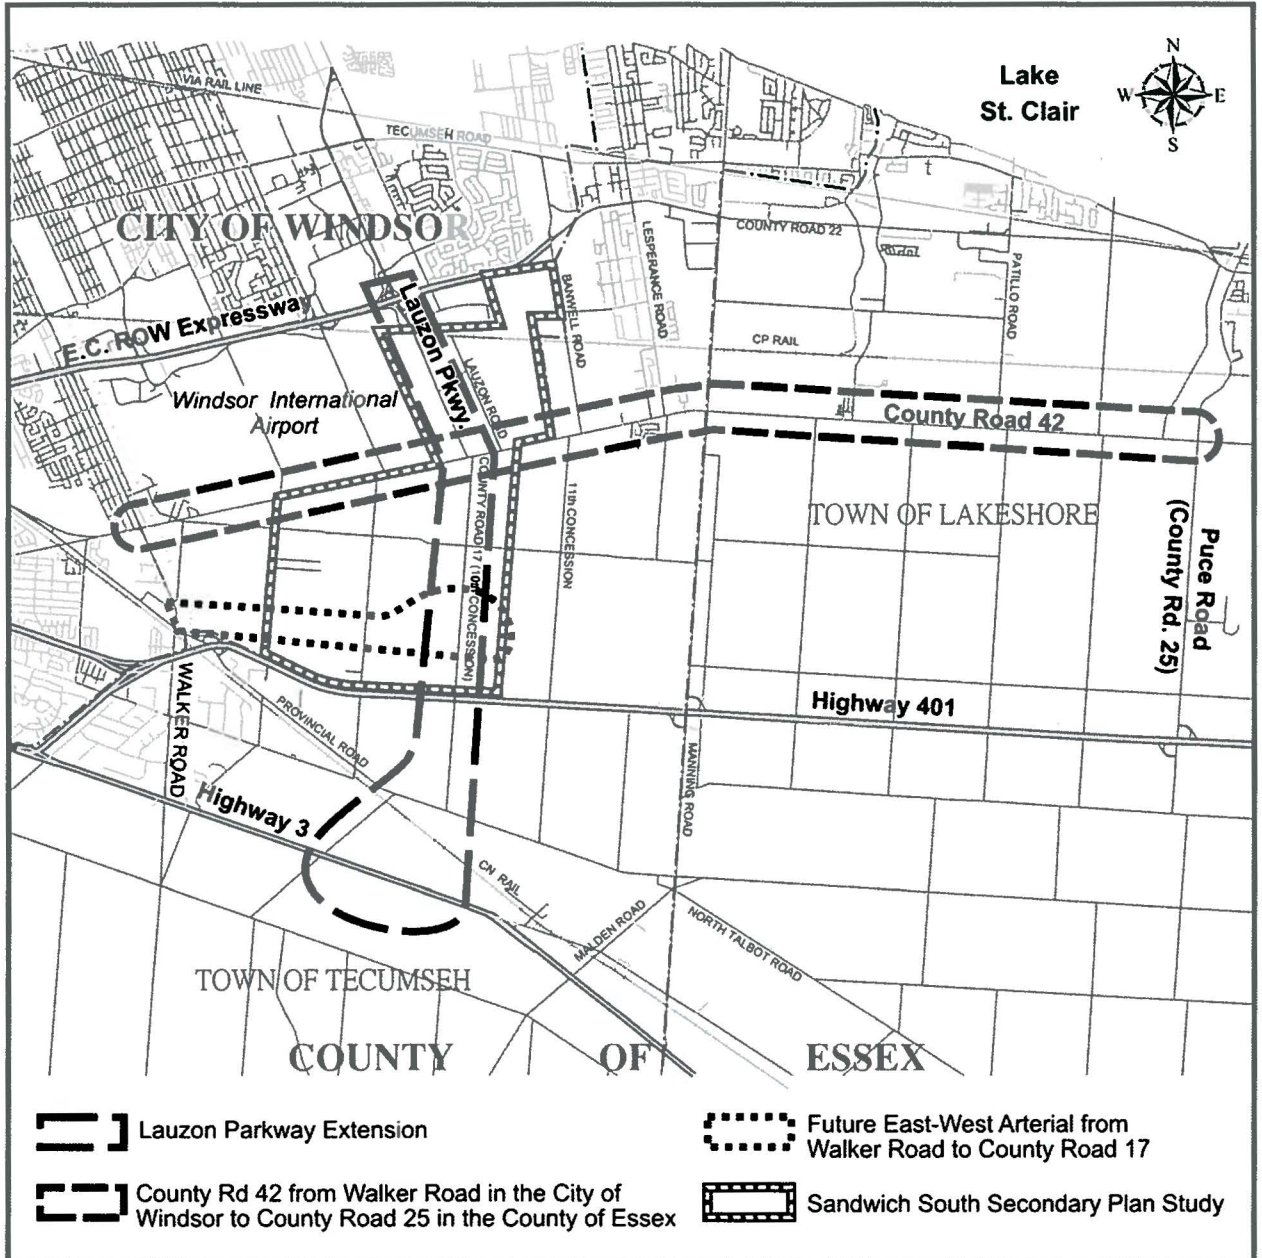 N
W E
S
Lake
St. Clair
VIA RAIL LINE
TECUMSEH ROAD
CITY OF WINDSOR
COUNTY ROAD 22
LESPERANCE ROAD
PATILLO ROAD
BANWELL ROAD
E.C. ROW Expressway
Lauzon Pkwy.
LAUZON ROAD
CP RAIL
Windsor International
Airport
County Road 42
COUNTY ROAD 17 (10th CONCESSION)
11th CONCESSION
TOWN OF LAKESHORE
Puce Road
(County Rd. 25)
WALKER ROAD
PROVINCIAL ROAD
Highway 401
MANNING ROAD
Highway 3
CN RAIL
MALDEN ROAD
NORTH TALBOT ROAD
TOWN OF TECUMSEH
COUNTY OF ESSEX
Lauzon Parkway Extension
County Rd 42 from Walker Road in the City of
Windsor to County Road 25 in the County of Essex
Future East-West Arterial from
Walker Road to County Road 17
Sandwich South Secondary Plan Study